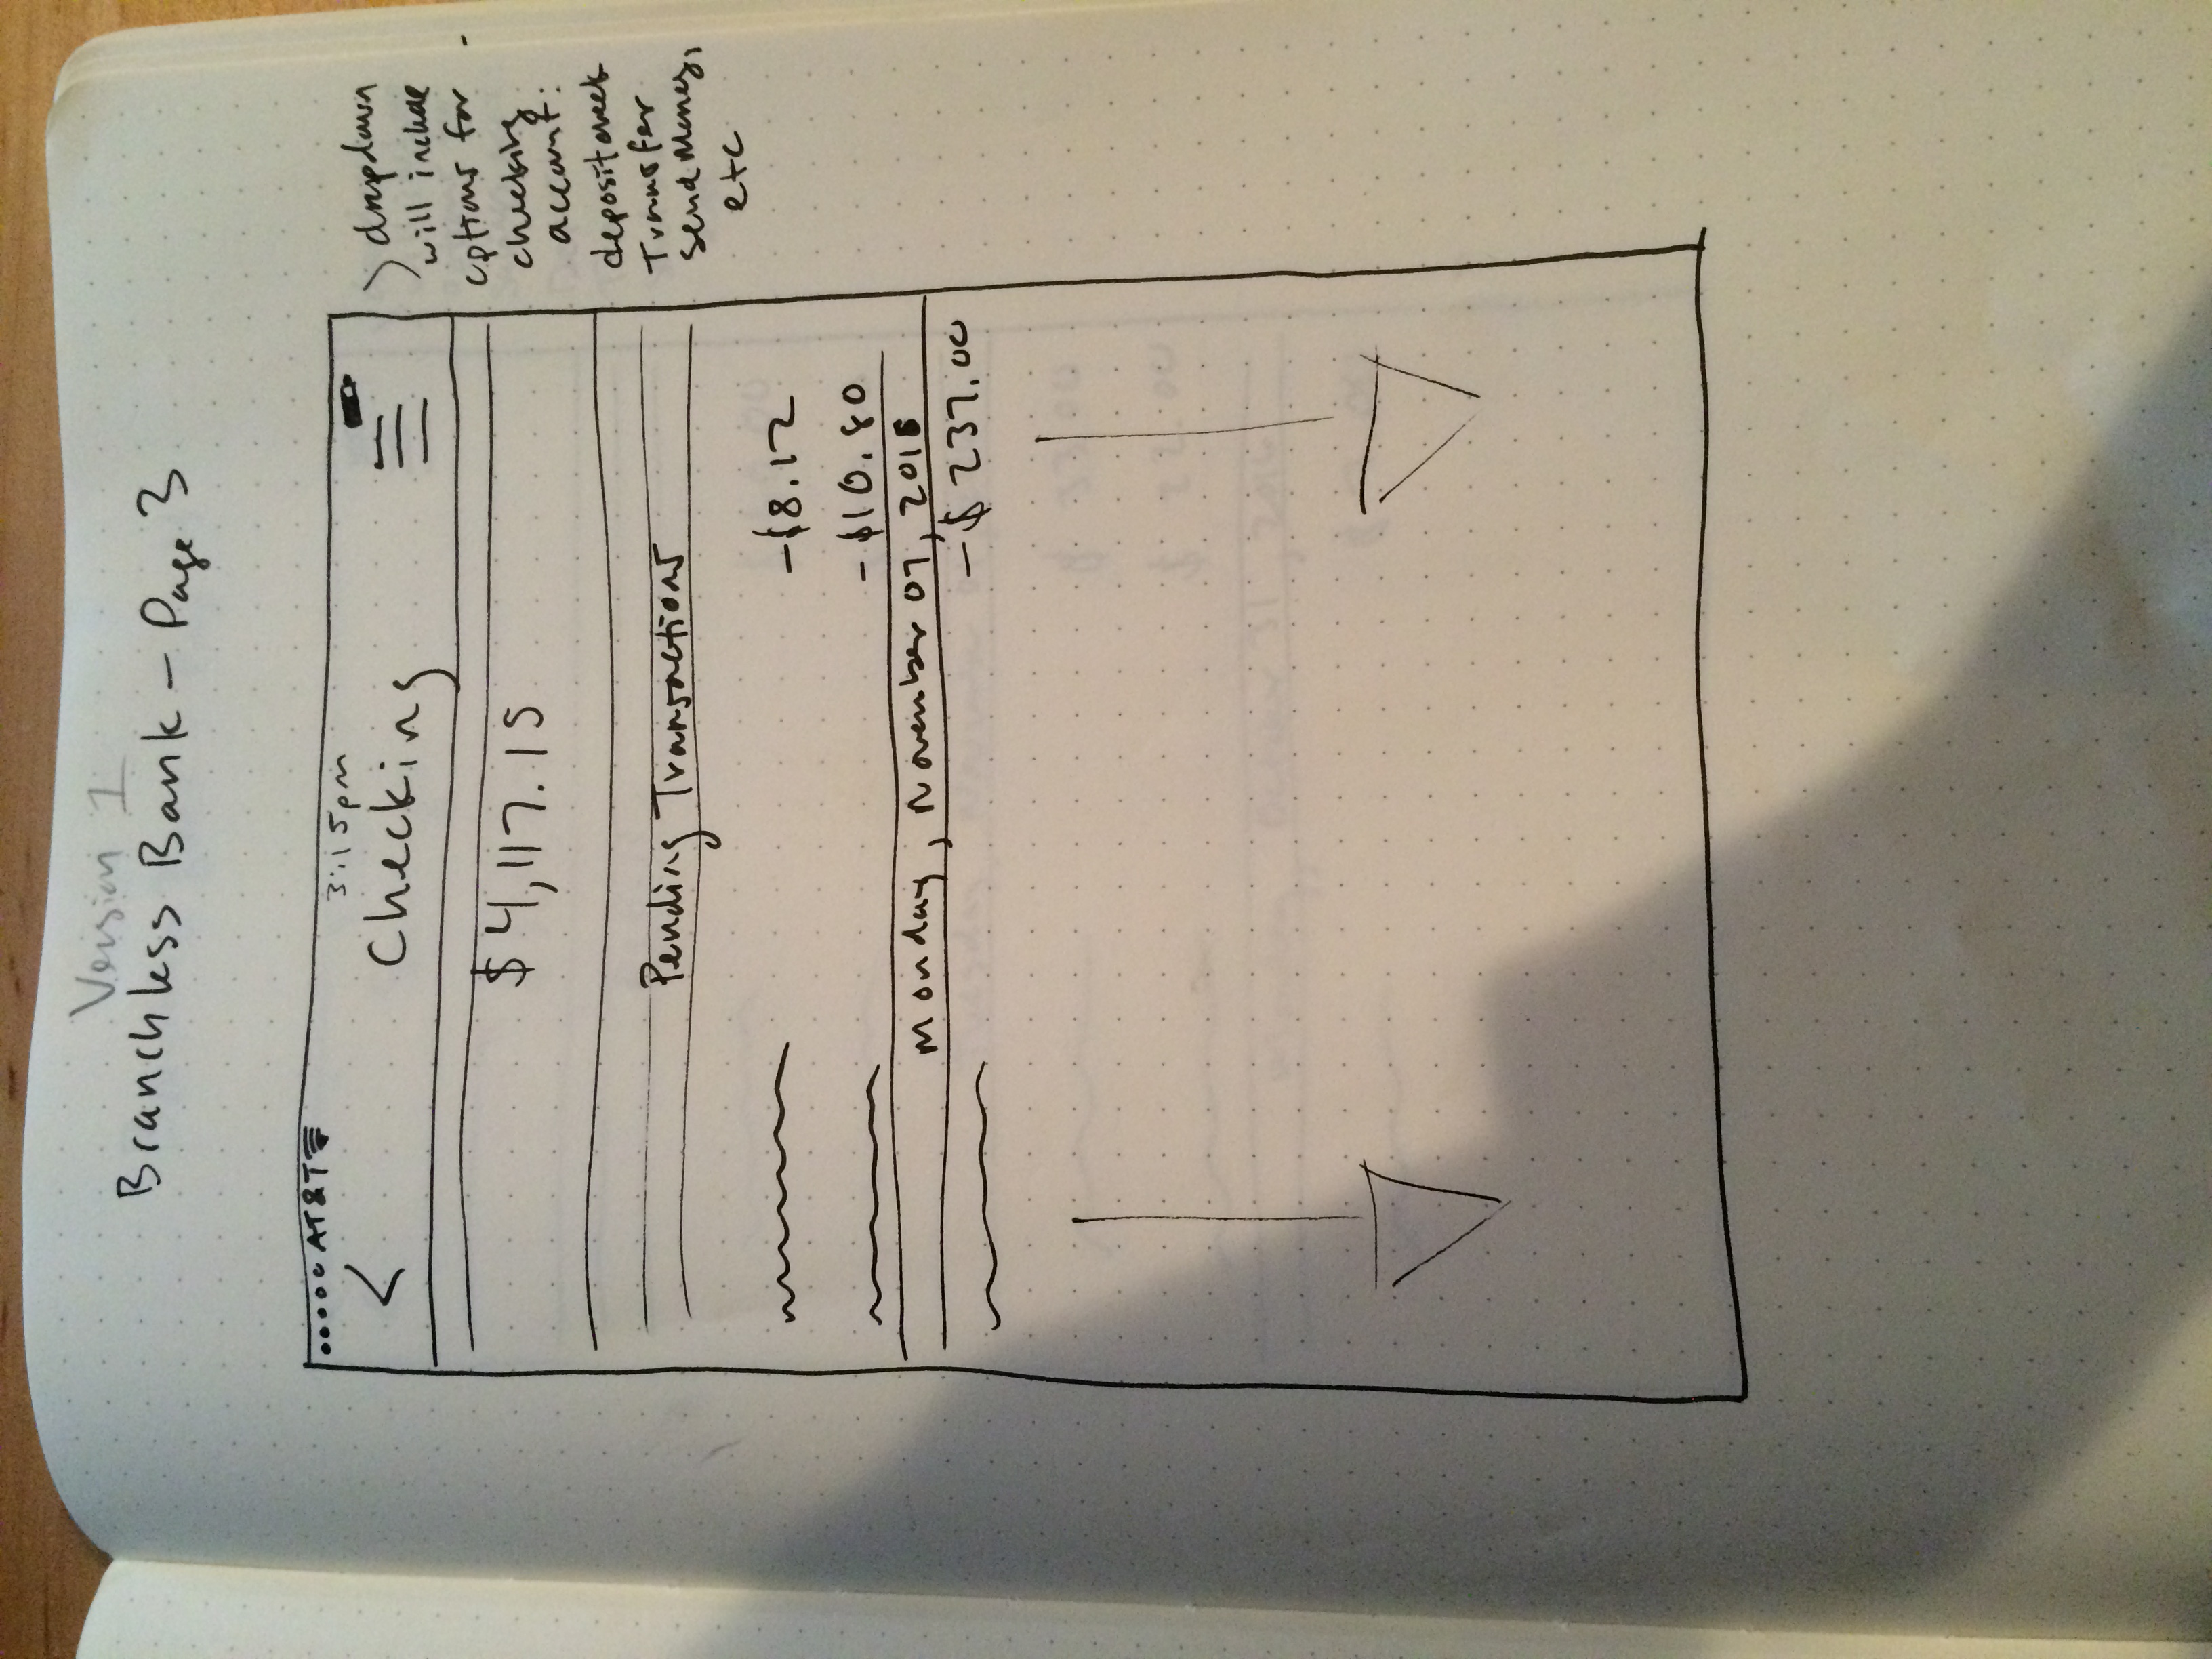 Version 1
Branchless Bank - Page 3
AT&T
3:15pm
Checking
$4,117.15
Pending Transactions
-$8.12
-$10.80
Monday, November 07, 2016
-$237.00
dropdown
will include
options for
checking
account:
deposit check
Transfer
Send Money,
etc